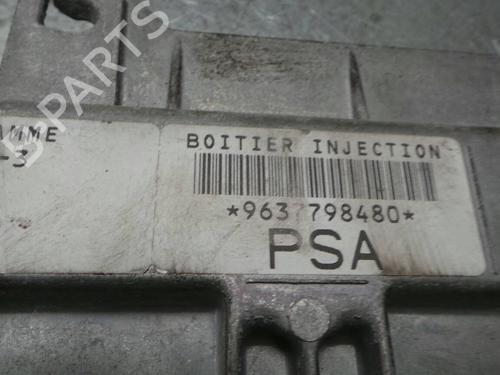 B-PARTS
AMME
-3
BOITIER INJECTION
*9637798480*
PSA